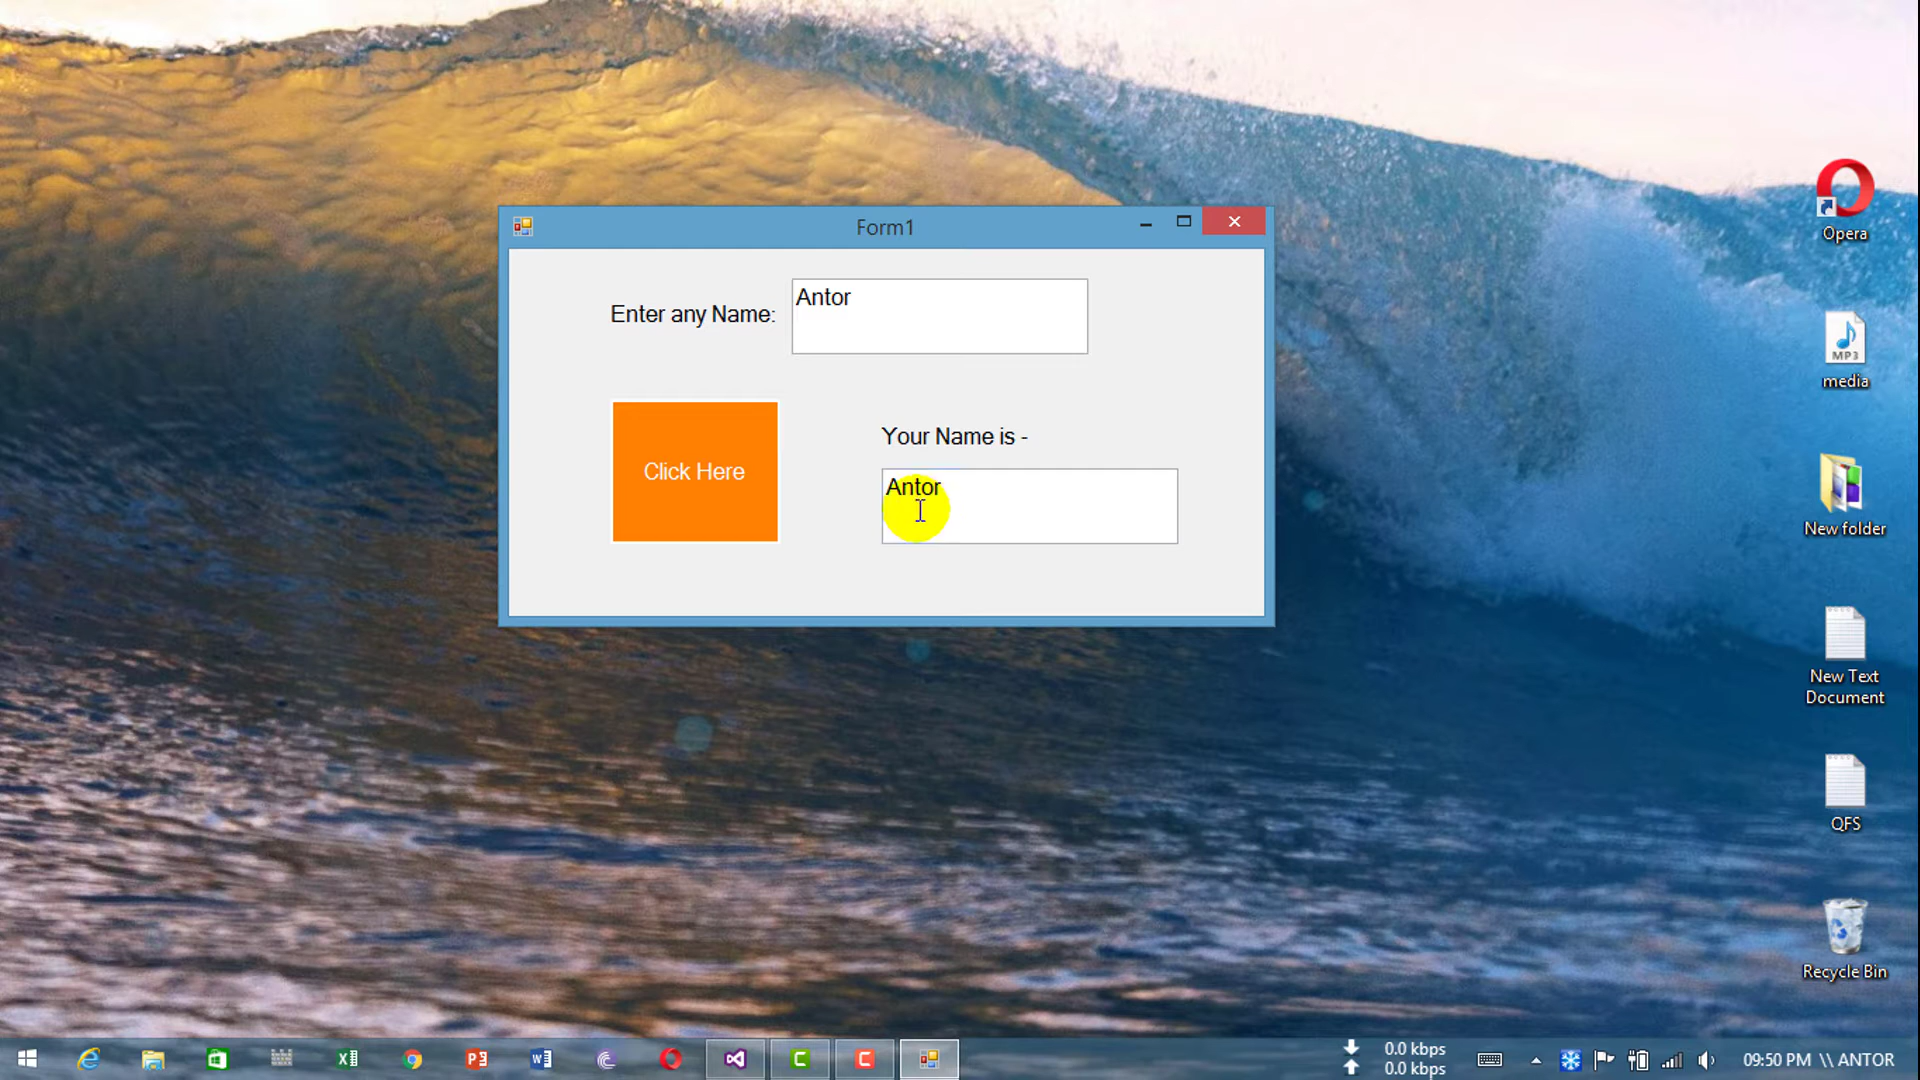 Form1
Enter any Name:
Antor
Click Here
Your Name is -
Antor
Opera
MP3
media
New folder
New Text
Document
QFS
Recycle Bin
0.0 kbps
0.0 kbps
09:50 PM \\ ANTOR